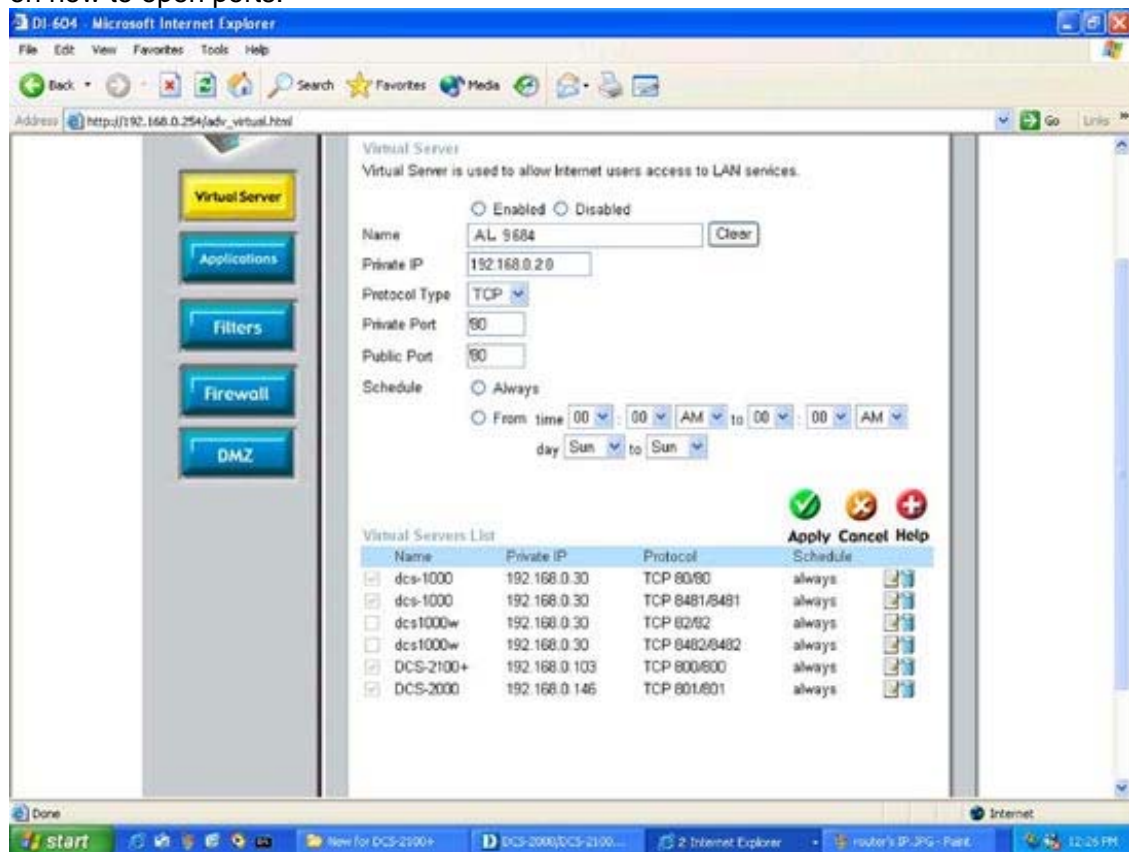 on how to open ports.
DI-604 - Microsoft Internet Explorer
File Edit View Favorites Tools Help
Back Search Favorites Media
Address http://192.168.0.254/adv_virtual.html Go Links »
Virtual Server
Virtual Server is used to allow Internet users access to LAN services.
Virtual Server
Enabled Disabled
Name AL 9684 Clear
Applications
Private IP 192.168.0.20
Protocol Type TCP
Filters
Private Port 80
Public Port 80
Firewall
Schedule Always
From time 00 : 00 AM to 00 : 00 AM
DMZ
day Sun to Sun
Apply Cancel Help
Virtual Servers List
Name Private IP Protocol Schedule
dcs-1000 192.168.0.30 TCP 80/80 always
dcs-1000 192.168.0.30 TCP 8481/8481 always
dcs1000w 192.168.0.30 TCP 82/82 always
dcs1000w 192.168.0.30 TCP 8482/8482 always
DCS-2100+ 192.168.0.103 TCP 800/800 always
DCS-2000 192.168.0.146 TCP 801/801 always
Done Internet
start New for DCS-2100+ DCS-2000/DCS-2100... 2 Internet Explorer router's IP.JPG - Paint 12:26 PM